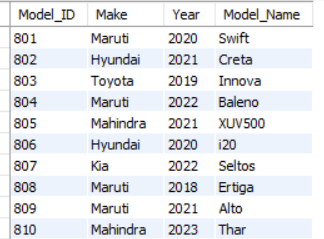 Model_ID Make Year Model_Name
801 Maruti 2020 Swift
802 Hyundai 2021 Creta
803 Toyota 2019 Innova
804 Maruti 2022 Baleno
805 Mahindra 2021 XUV500
806 Hyundai 2020 i20
807 Kia 2022 Seltos
808 Maruti 2018 Ertiga
809 Maruti 2021 Alto
810 Mahindra 2023 Thar